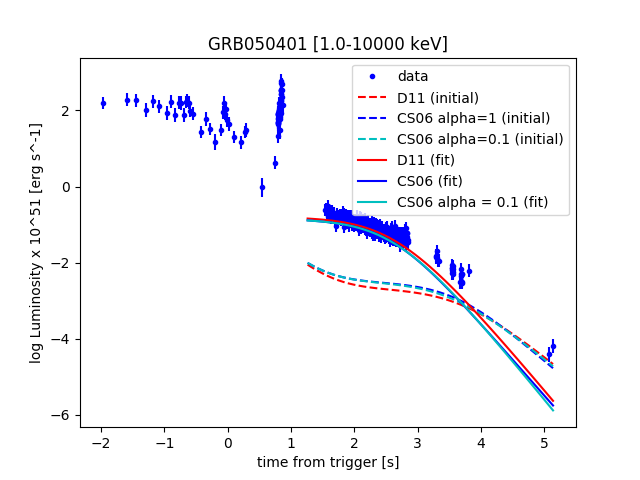 GRB050401 [1.0-10000 keV]
data
D11 (initial)
CS06 alpha=1 (initial)
CS06 alpha=0.1 (initial)
D11 (fit)
CS06 (fit)
CS06 alpha = 0.1 (fit)
log Luminosity x 10^51 [erg s^-1]
2
0
−2
−4
−6
−2 −1 0 1 2 3 4 5
time from trigger [s]